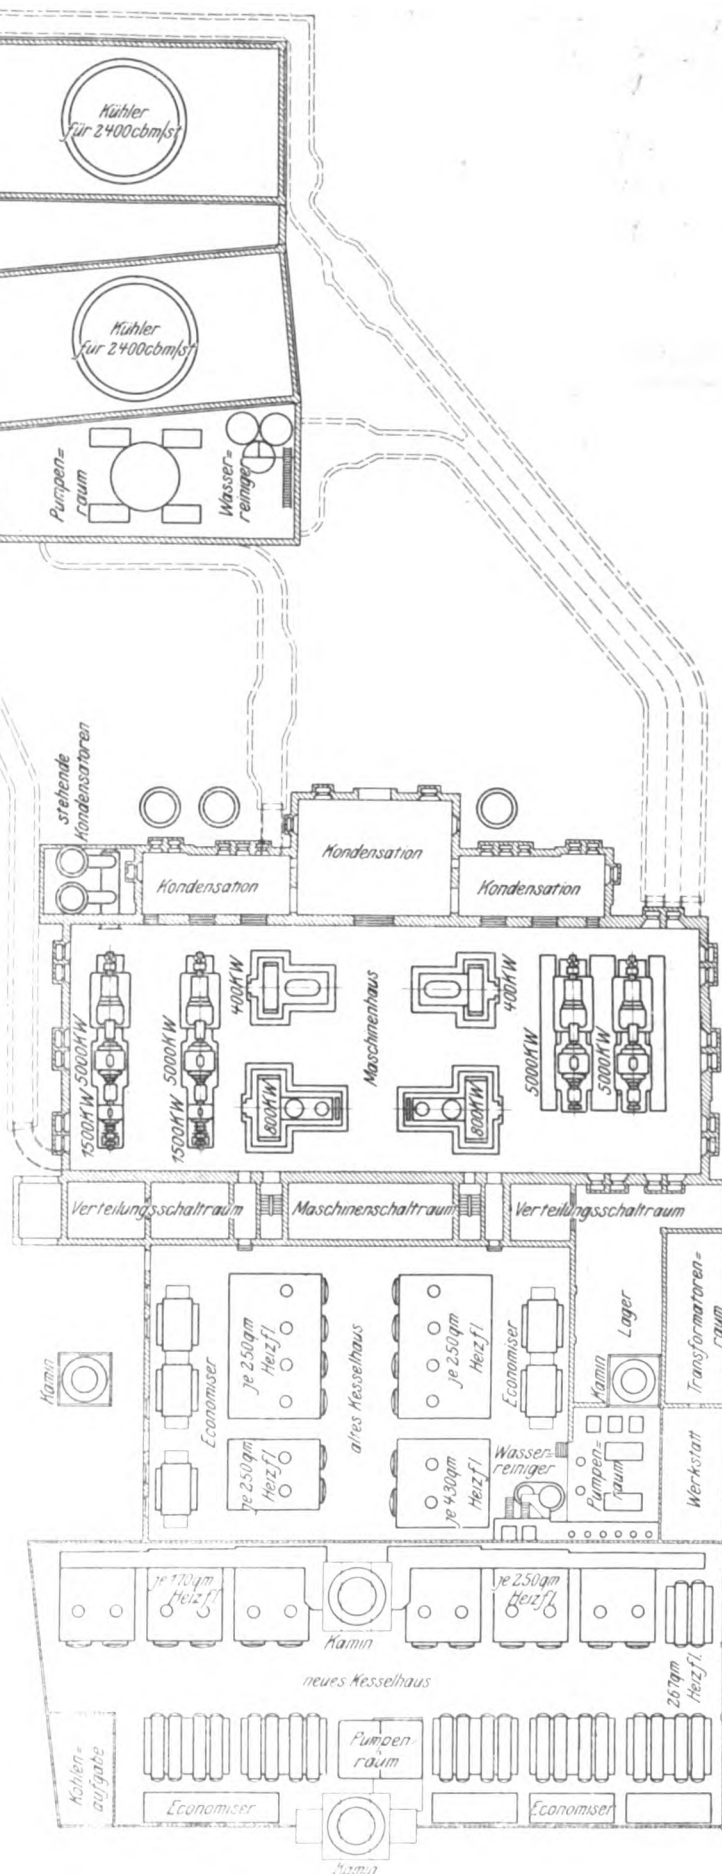 Kühler
für 2400cbm/st
Kühler
für 2400cbm/st
Pumpen=
raum
Wasser=
reiniger
stehende
Kondensatoren
Kondensation
Kondensation
Kondensation
1500KW 5000KW
1500KW 5000KW
400KW
800KW
Maschinenhaus
400KW
800KW
5000KW
5000KW
Verteilungsschaltraum
Maschinenschaltraum
Verteilungsschaltraum
Kamin
Economiser
je 250qm
Heizfl.
altes Kesselhaus
je 250qm
Heizfl.
Economiser
Lager
Kamin
Transformatoren=
raum
je 250qm
Heizfl.
je 430qm
Heizfl.
Wasser=
reiniger
Pumpen=
raum
Werkstatt
je 170qm
Heizfl.
Kamin
je 250qm
Heizfl.
267qm
Heizfl.
neues Kesselhaus
Kohlen=
aufgabe
Pumpen
raum
Economiser
Economiser
Kamin